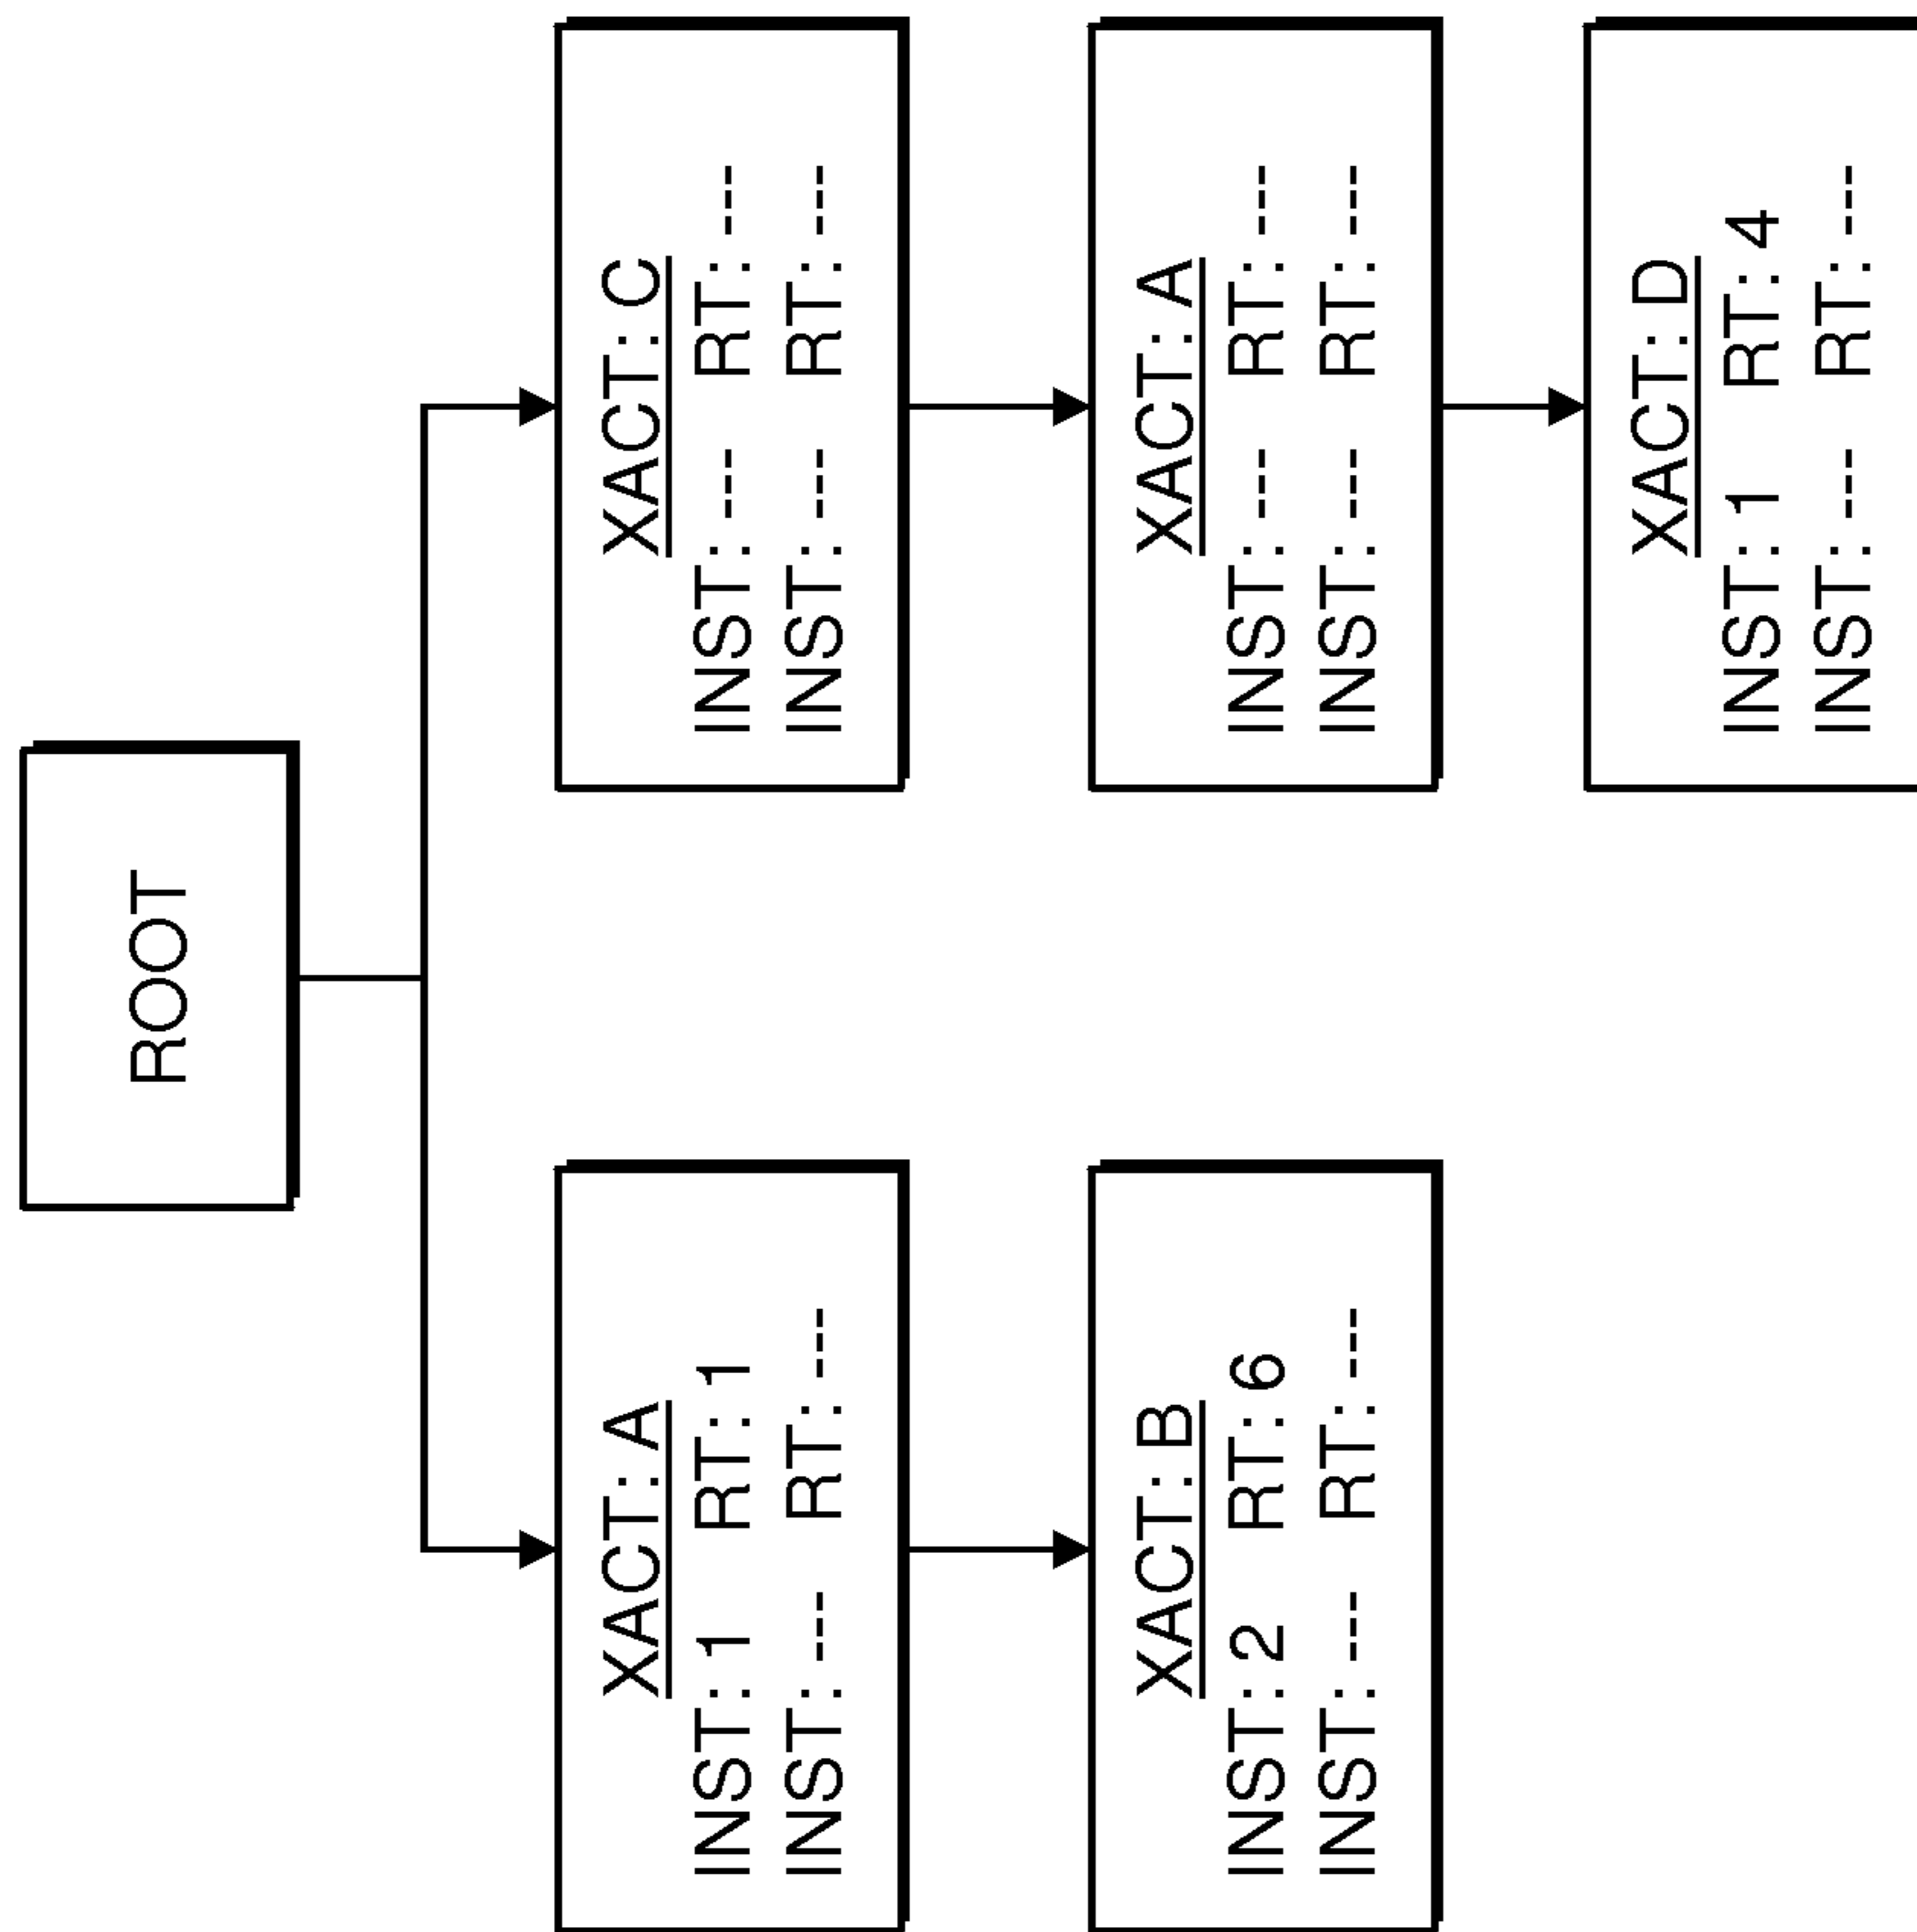 ROOT
XACT: A
INST: 1 RT: 1
INST: --- RT: ---
XACT: B
INST: 2 RT: 6
INST: --- RT: ---
XACT: C
INST: --- RT: ---
INST: --- RT: ---
XACT: A
INST: --- RT: ---
INST: --- RT: ---
XACT: D
INST: 1 RT: 4
INST: --- RT: ---